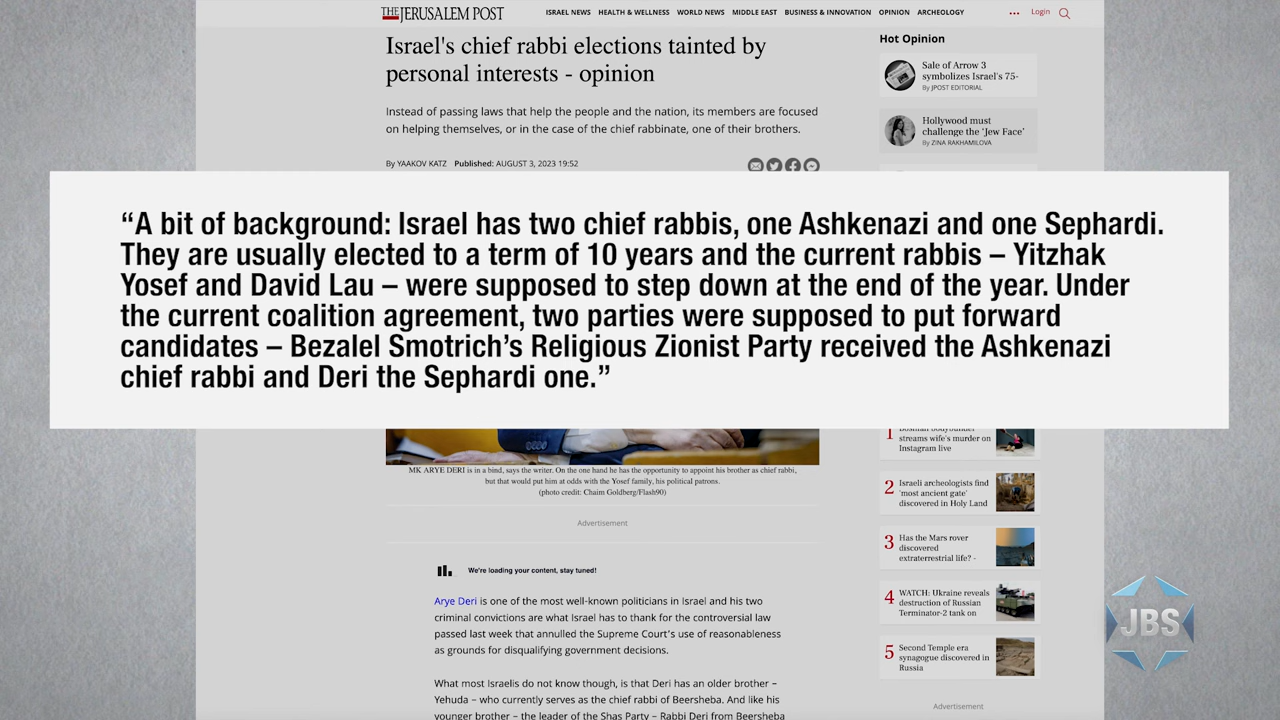 THE JERUSALEM POST
ISRAEL NEWS HEALTH & WELLNESS WORLD NEWS MIDDLE EAST BUSINESS & INNOVATION OPINION ARCHEOLOGY
... Login
Israel's chief rabbi elections tainted by
personal interests - opinion
Instead of passing laws that help the people and the nation, its members are focused
on helping themselves, or in the case of the chief rabbinate, one of their brothers.
By YAAKOV KATZ Published: AUGUST 3, 2023 19:52
Hot Opinion
Sale of Arrow 3
symbolizes Israel's 75-
By JPOST EDITORIAL
Hollywood must
challenge the ‘Jew Face’
By ZINA RAKHAMILOVA
“A bit of background: Israel has two chief rabbis, one Ashkenazi and one Sephardi.
They are usually elected to a term of 10 years and the current rabbis – Yitzhak
Yosef and David Lau – were supposed to step down at the end of the year. Under
the current coalition agreement, two parties were supposed to put forward
candidates – Bezalel Smotrich’s Religious Zionist Party received the Ashkenazi
chief rabbi and Deri the Sephardi one.”
MK ARYE DERI is in a bind, says the writer. On the one hand he has the opportunity to appoint his brother as chief rabbi,
but that would put him at odds with the Yosef family, his political patrons.
(photo credit: Chaim Goldberg/Flash90)
Advertisement
We're loading your content, stay tuned!
Arye Deri is one of the most well-known politicians in Israel and his two
criminal convictions are what Israel has to thank for the controversial law
passed last week that annulled the Supreme Court's use of reasonableness
as grounds for disqualifying government decisions.
What most Israelis do not know though, is that Deri has an older brother –
Yehuda – who currently serves as the chief rabbi of Beersheba. And like his
younger brother – the leader of the Shas Party – Rabbi Deri from Beersheba
1
streams wife's murder on
Instagram live
2 Israeli archeologists find
'most ancient gate'
discovered in Holy Land
3 Has the Mars rover
discovered
extraterrestrial life? -
4 WATCH: Ukraine reveals
destruction of Russian
Terminator-2 tank on
5 Second Temple era
synagogue discovered in
Russia
Advertisement
JBS